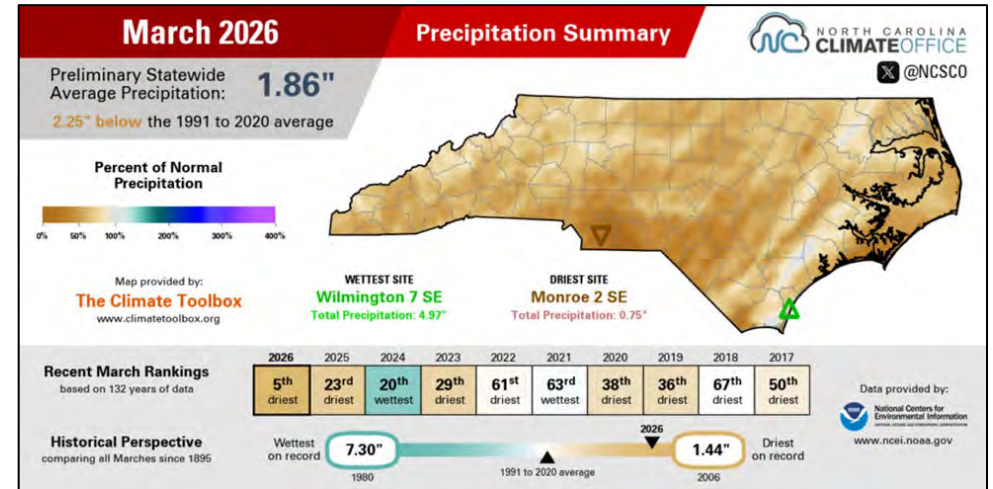 March 2026
Precipitation Summary
NORTH CAROLINA
CLIMATEOFFICE
NC
X @NCSCO
Preliminary Statewide
Average Precipitation:
1.86"
2.25" below the 1991 to 2020 average
Percent of Normal
Precipitation
0% 50% 100% 200% 300% 400%
Map provided by:
The Climate Toolbox
www.climatetoolbox.org
WETTEST SITE
Wilmington 7 SE
Total Precipitation: 4.97"
DRIEST SITE
Monroe 2 SE
Total Precipitation: 0.75"
Recent March Rankings
based on 132 years of data
2026 2025 2024 2023 2022 2021 2020 2019 2018 2017
5th 23rd 20th 29th 61st 63rd 38th 36th 67th 50th
driest driest wettest driest driest wettest driest driest driest driest
Data provided by:
National Centers for
Environmental Information
www.ncei.noaa.gov
Historical Perspective
comparing all Marches since 1895
Wettest
on record
7.30"
1980
2026
1991 to 2020 average
1.44"
2006
Driest
on record